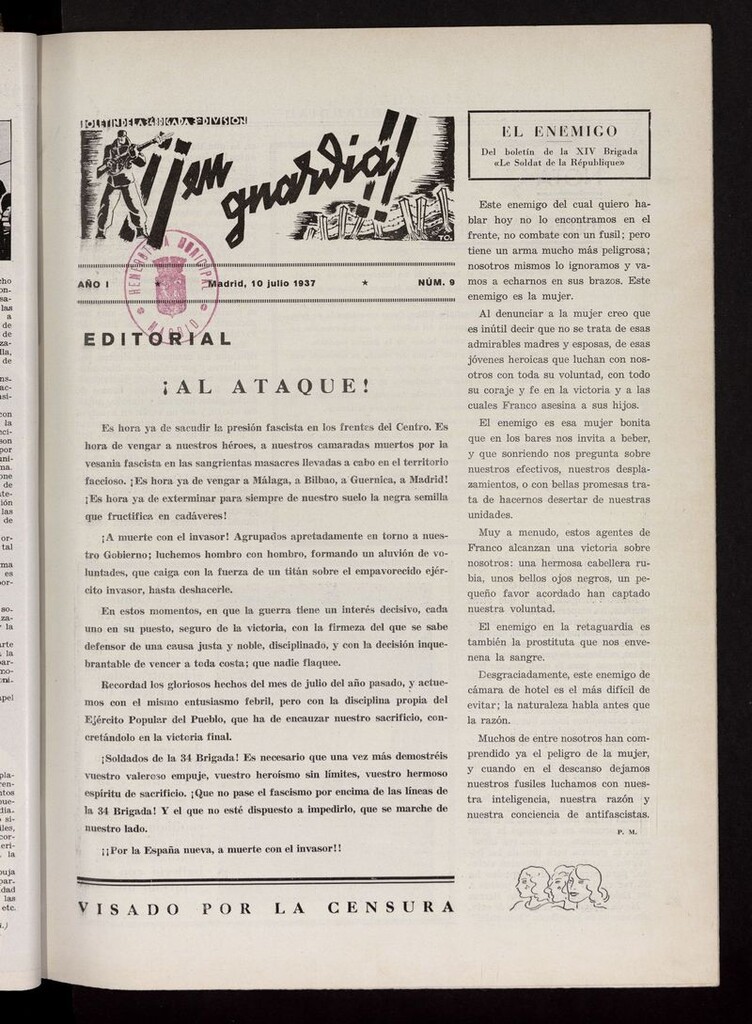 BOLETIN DE LA 34 BRIGADA 3ª DIVISION
¡¡en guardia!!
TO.
HEMEROTECA MUNICIPAL
MADRID
AÑO I ★ Madrid, 10 julio 1937 ★ NÚM. 9
EDITORIAL
¡AL ATAQUE!
Es hora ya de sacudir la presión fascista en los frentes del Centro. Es
hora de vengar a nuestros héroes, a nuestros camaradas muertos por la
vesania fascista en las sangrientas masacres llevadas a cabo en el territorio
faccioso. ¡Es hora ya de vengar a Málaga, a Bilbao, a Guernica, a Madrid!
¡Es hora ya de exterminar para siempre de nuestro suelo la negra semilla
que fructifica en cadáveres!
¡A muerte con el invasor! Agrupados apretadamente en torno a nues-
tro Gobierno; luchemos hombro con hombro, formando un aluvión de vo-
luntades, que caiga con la fuerza de un titán sobre el empavorecido ejér-
cito invasor, hasta deshacerle.
En estos momentos, en que la guerra tiene un interés decisivo, cada
uno en su puesto, seguro de la victoria, con la firmeza del que se sabe
defensor de una causa justa y noble, disciplinado, y con la decisión inque-
brantable de vencer a toda costa; que nadie flaquee.
Recordad los gloriosos hechos del mes de julio del año pasado, y actue-
mos con el mismo entusiasmo febril, pero con la disciplina propia del
Ejército Popular del Pueblo, que ha de encauzar nuestro sacrificio, con-
cretándolo en la victoria final.
¡Soldados de la 34 Brigada! Es necesario que una vez más demostréis
vuestro valeroso empuje, vuestro heroísmo sin límites, vuestro hermoso
espíritu de sacrificio. ¡Que no pase el fascismo por encima de las líneas de
la 34 Brigada! Y el que no esté dispuesto a impedirlo, que se marche de
nuestro lado.
¡¡Por la España nueva, a muerte con el invasor!!
VISADO POR LA CENSURA
EL ENEMIGO
Del boletín de la XIV Brigada
«Le Soldat de la République»
Este enemigo del cual quiero ha-
blar hoy no lo encontramos en el
frente, no combate con un fusil; pero
tiene un arma mucho más peligrosa;
nosotros mismos lo ignoramos y va-
mos a echarnos en sus brazos. Este
enemigo es la mujer.
Al denunciar a la mujer creo que
es inútil decir que no se trata de esas
admirables madres y esposas, de esas
jóvenes heroicas que luchan con nos-
otros con toda su voluntad, con todo
su coraje y fe en la victoria y a las
cuales Franco asesina a sus hijos.
El enemigo es esa mujer bonita
que en los bares nos invita a beber,
y que sonriendo nos pregunta sobre
nuestros efectivos, nuestros despla-
zamientos, o con bellas promesas tra-
ta de hacernos desertar de nuestras
unidades.
Muy a menudo, estos agentes de
Franco alcanzan una victoria sobre
nosotros: una hermosa cabellera ru-
bia, unos bellos ojos negros, un pe-
queño favor acordado han captado
nuestra voluntad.
El enemigo en la retaguardia es
también la prostituta que nos enve-
nena la sangre.
Desgraciadamente, este enemigo de
cámara de hotel es el más difícil de
evitar; la naturaleza habla antes que
la razón.
Muchos de entre nosotros han com-
prendido ya el peligro de la mujer,
y cuando en el descanso dejamos
nuestros fusiles luchamos con nues-
tra inteligencia, nuestra razón y
nuestra conciencia de antifascistas.
P. M.